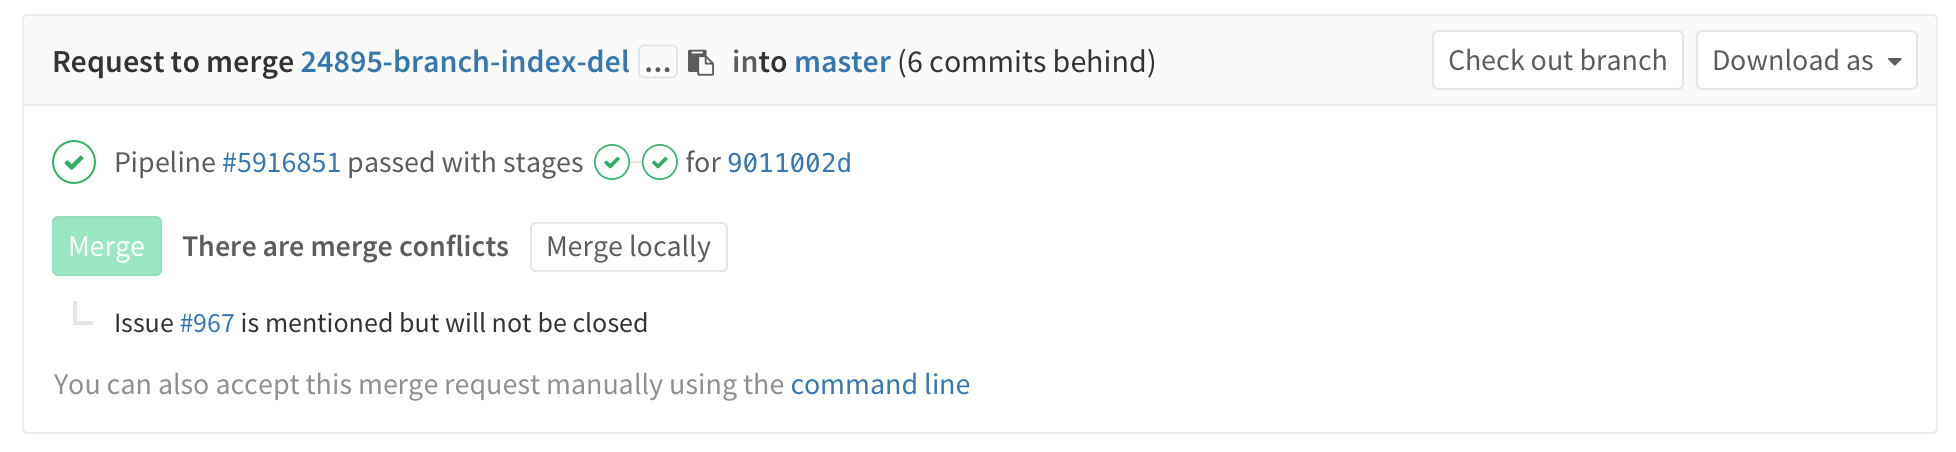 Request to merge 24895-branch-index-del ... into master (6 commits behind) Check out branch Download as
Pipeline #5916851 passed with stages for 9011002d
Merge There are merge conflicts Merge locally
Issue #967 is mentioned but will not be closed
You can also accept this merge request manually using the command line